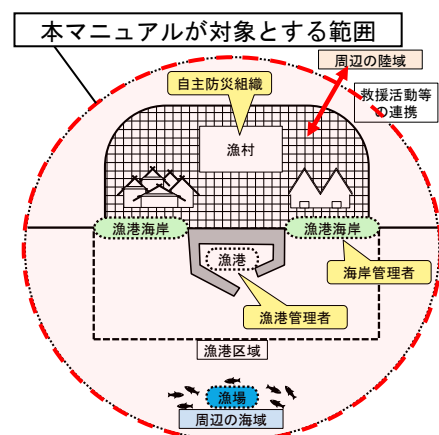 本マニュアルが対象とする範囲
周辺の陸域
自主防災組織
救援活動等
の連携
漁村
漁港海岸
漁港海岸
漁港
海岸管理者
漁港管理者
漁港区域
漁場
周辺の海域